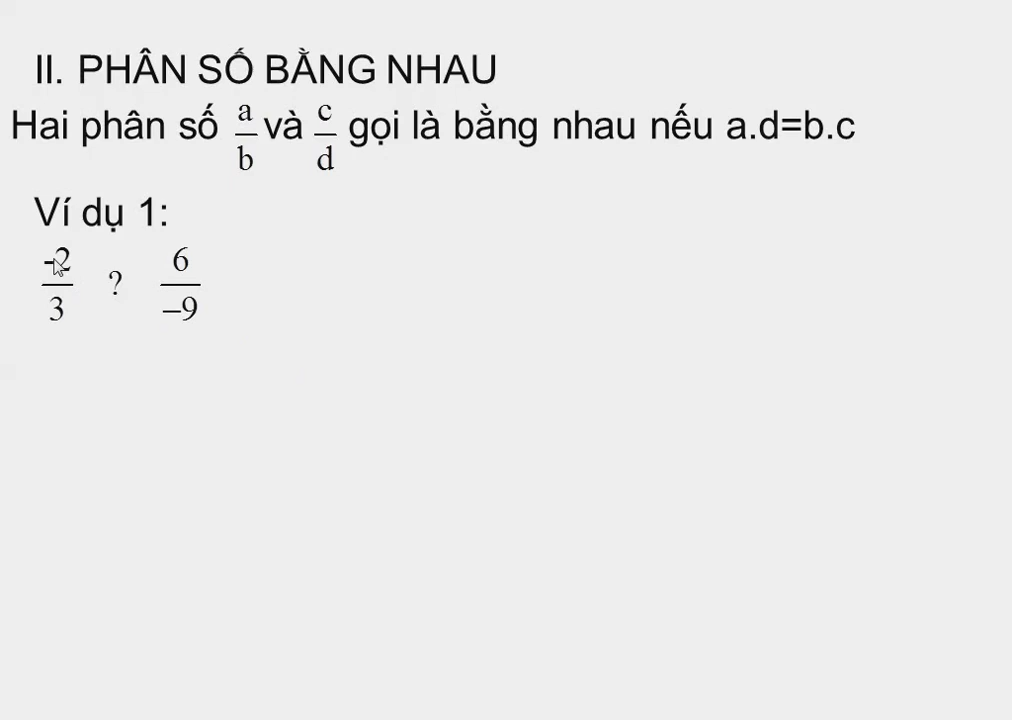 II. PHÂN SỐ BẰNG NHAU
Hai phân số a/b và c/d gọi là bằng nhau nếu a.d=b.c
Ví dụ 1:
-2/3 ? 6/–9